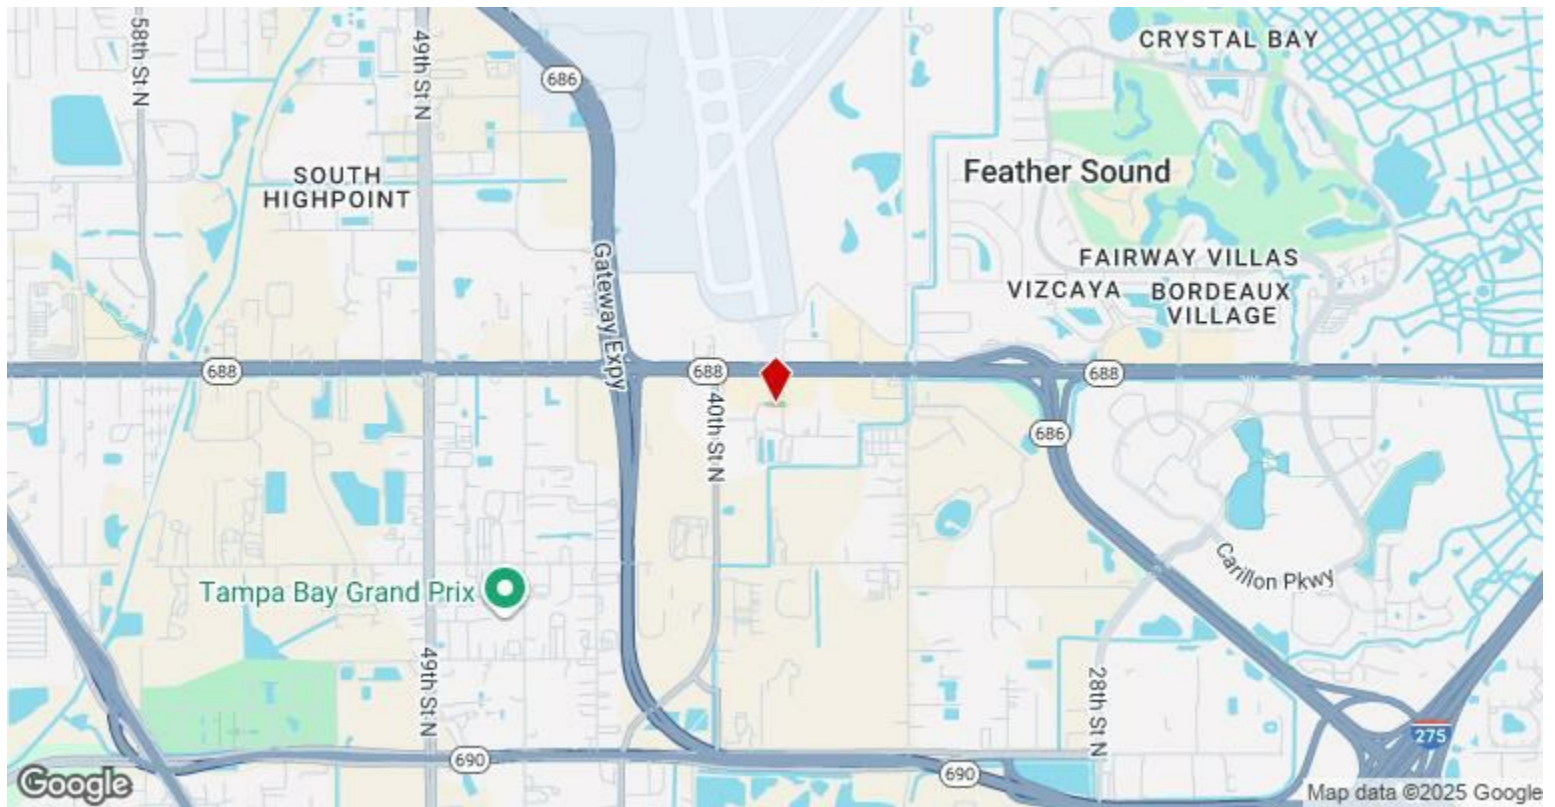 58th St N
49th St N
686
CRYSTAL BAY
SOUTH
HIGHPOINT
Feather Sound
Gateway Expy
FAIRWAY VILLAS
VIZCAYA
BORDEAUX
VILLAGE
688
688
688
40th St N
686
Tampa Bay Grand Prix
Carillon Pkwy
49th St N
28th St N
690
690
275
Google
Map data ©2025 Google